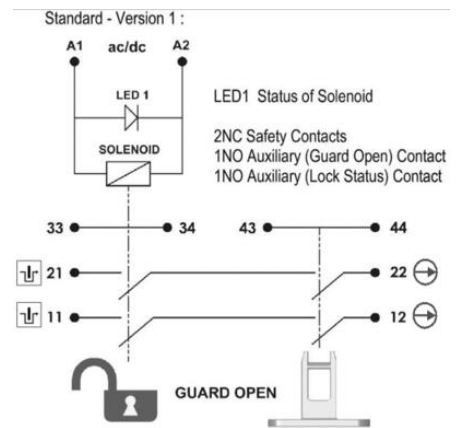 Standard - Version 1 :
A1 ac/dc A2
LED 1
LED1 Status of Solenoid
SOLENOID
2NC Safety Contacts
1NO Auxiliary (Guard Open) Contact
1NO Auxiliary (Lock Status) Contact
33 34 43 44
21 22
11 12
GUARD OPEN